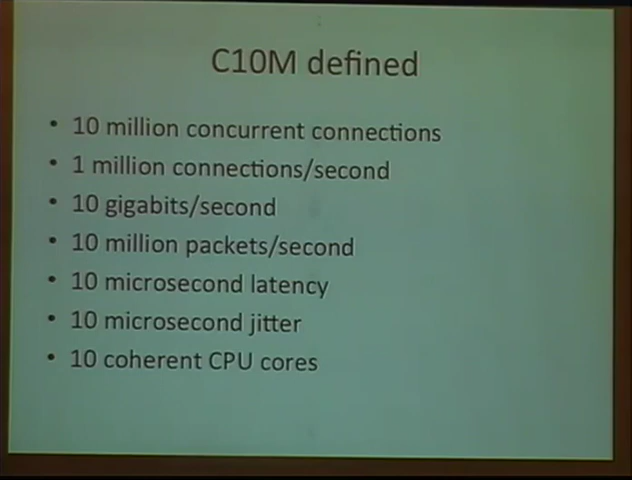 C10M defined
• 10 million concurrent connections
• 1 million connections/second
• 10 gigabits/second
• 10 million packets/second
• 10 microsecond latency
• 10 microsecond jitter
• 10 coherent CPU cores